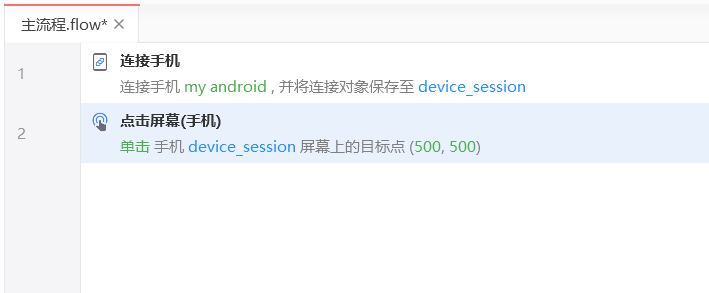 主流程.flow*
1
连接手机
连接手机 my android , 并将连接对象保存至 device_session
2
点击屏幕(手机)
单击 手机 device_session 屏幕上的目标点 (500, 500)